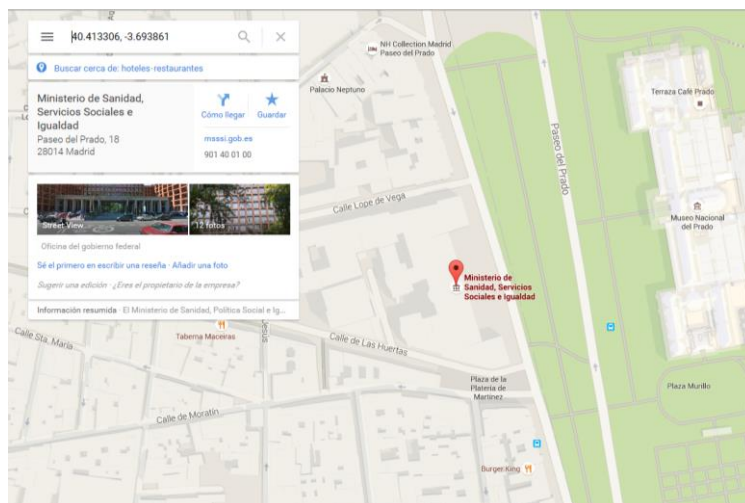 40.413306, -3.693861
Buscar cerca de: hoteles·restaurantes
Ministerio de Sanidad,
Servicios Sociales e
Igualdad
Paseo del Prado, 18
28014 Madrid
Cómo llegar
Guardar
msssi.gob.es
901 40 01 00
Street View
12 fotos
Oficina del gobierno federal
Sé el primero en escribir una reseña · Añadir una foto
Sugerir una edición · ¿Eres el propietario de la empresa?
Información resumida · El Ministerio de Sanidad, Política Social e Ig...
NH Collection Madrid
Paseo del Prado
Palacio Neptuno
Terraza Café Prado
Paseo del Prado
Calle Lope de Vega
Museo Nacional
del Prado
Ministerio de
Sanidad, Servicios
Sociales e Igualdad
Jesús
Taberna Maceiras
Calle Sta. María
Calle de Las Huertas
Plaza de la
Platería de
Martínez
Plaza Murillo
Calle de Moratín
Burger King